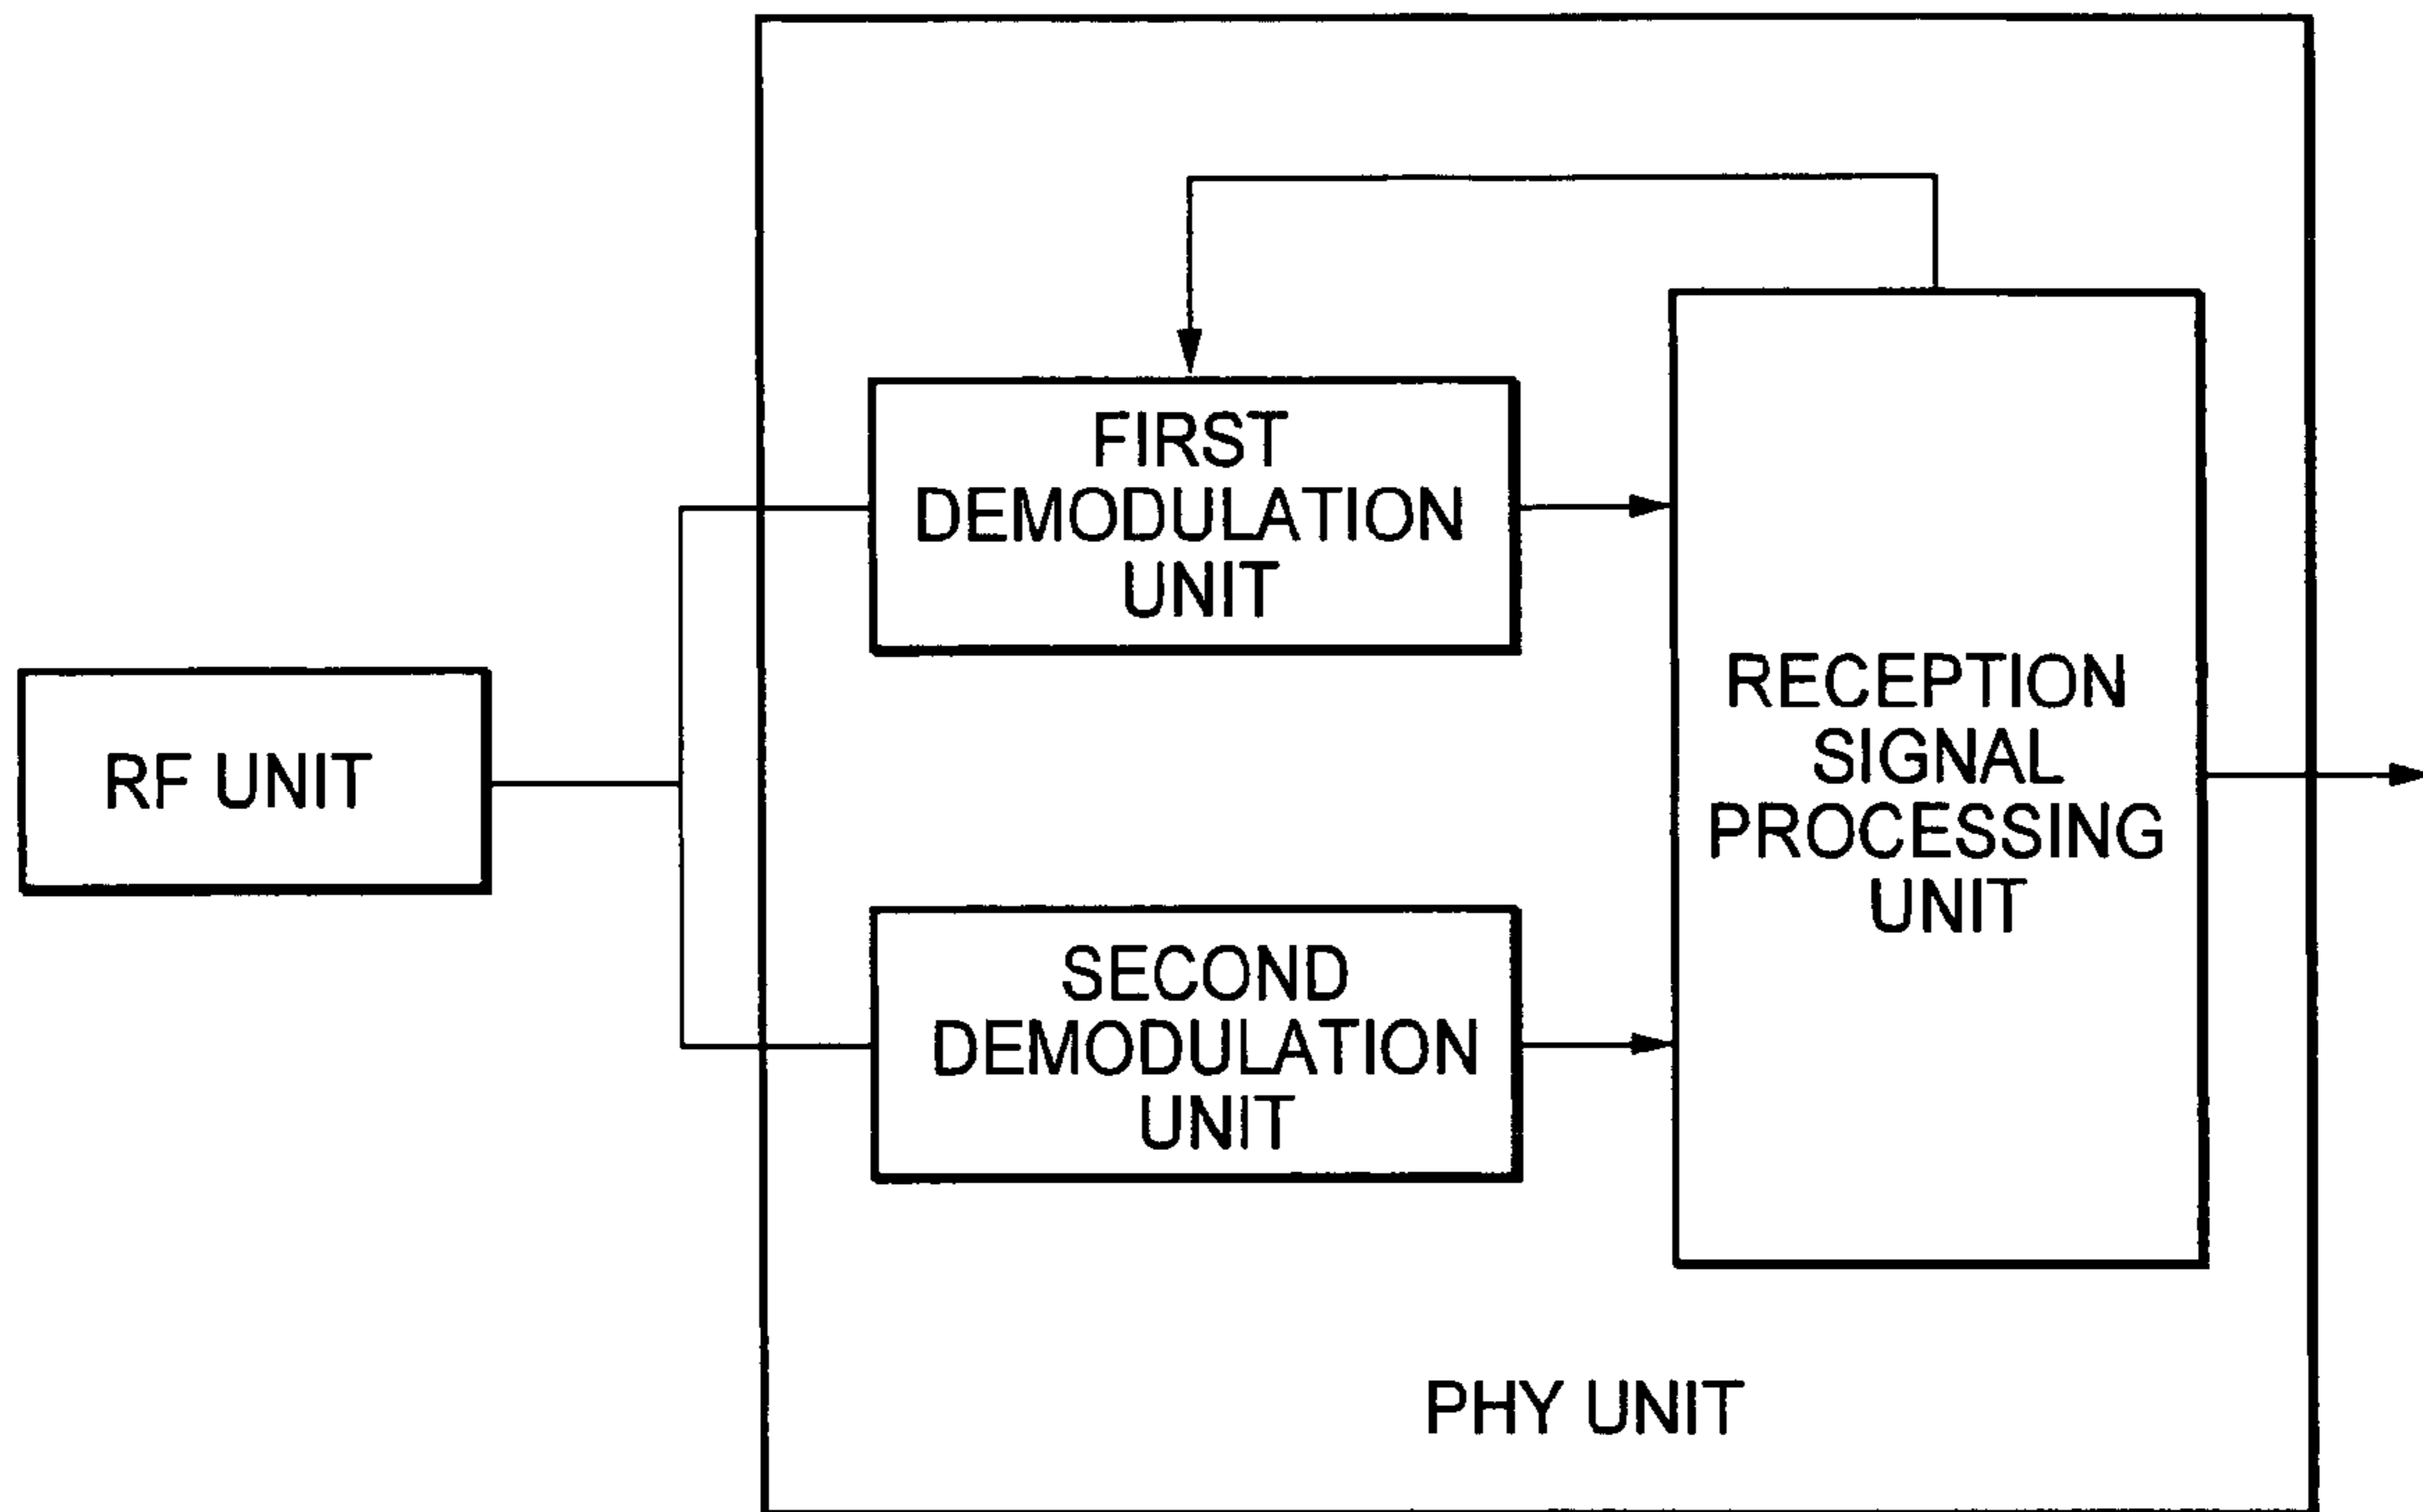 FIRST
DEMODULATION
UNIT
RF UNIT
RECEPTION
SIGNAL
PROCESSING
UNIT
SECOND
DEMODULATION
UNIT
PHY UNIT